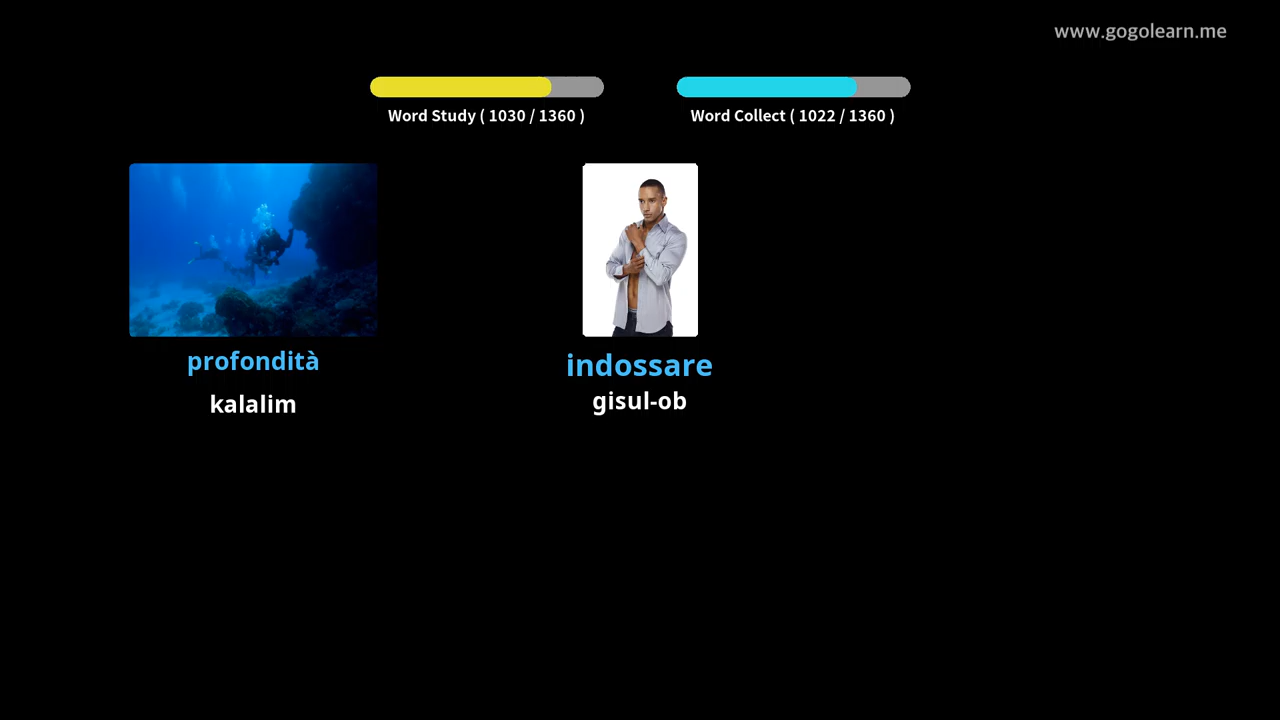 www.gogolearn.me
Word Study ( 1030 / 1360 )
Word Collect ( 1022 / 1360 )
profondità
kalalim
indossare
gisul-ob